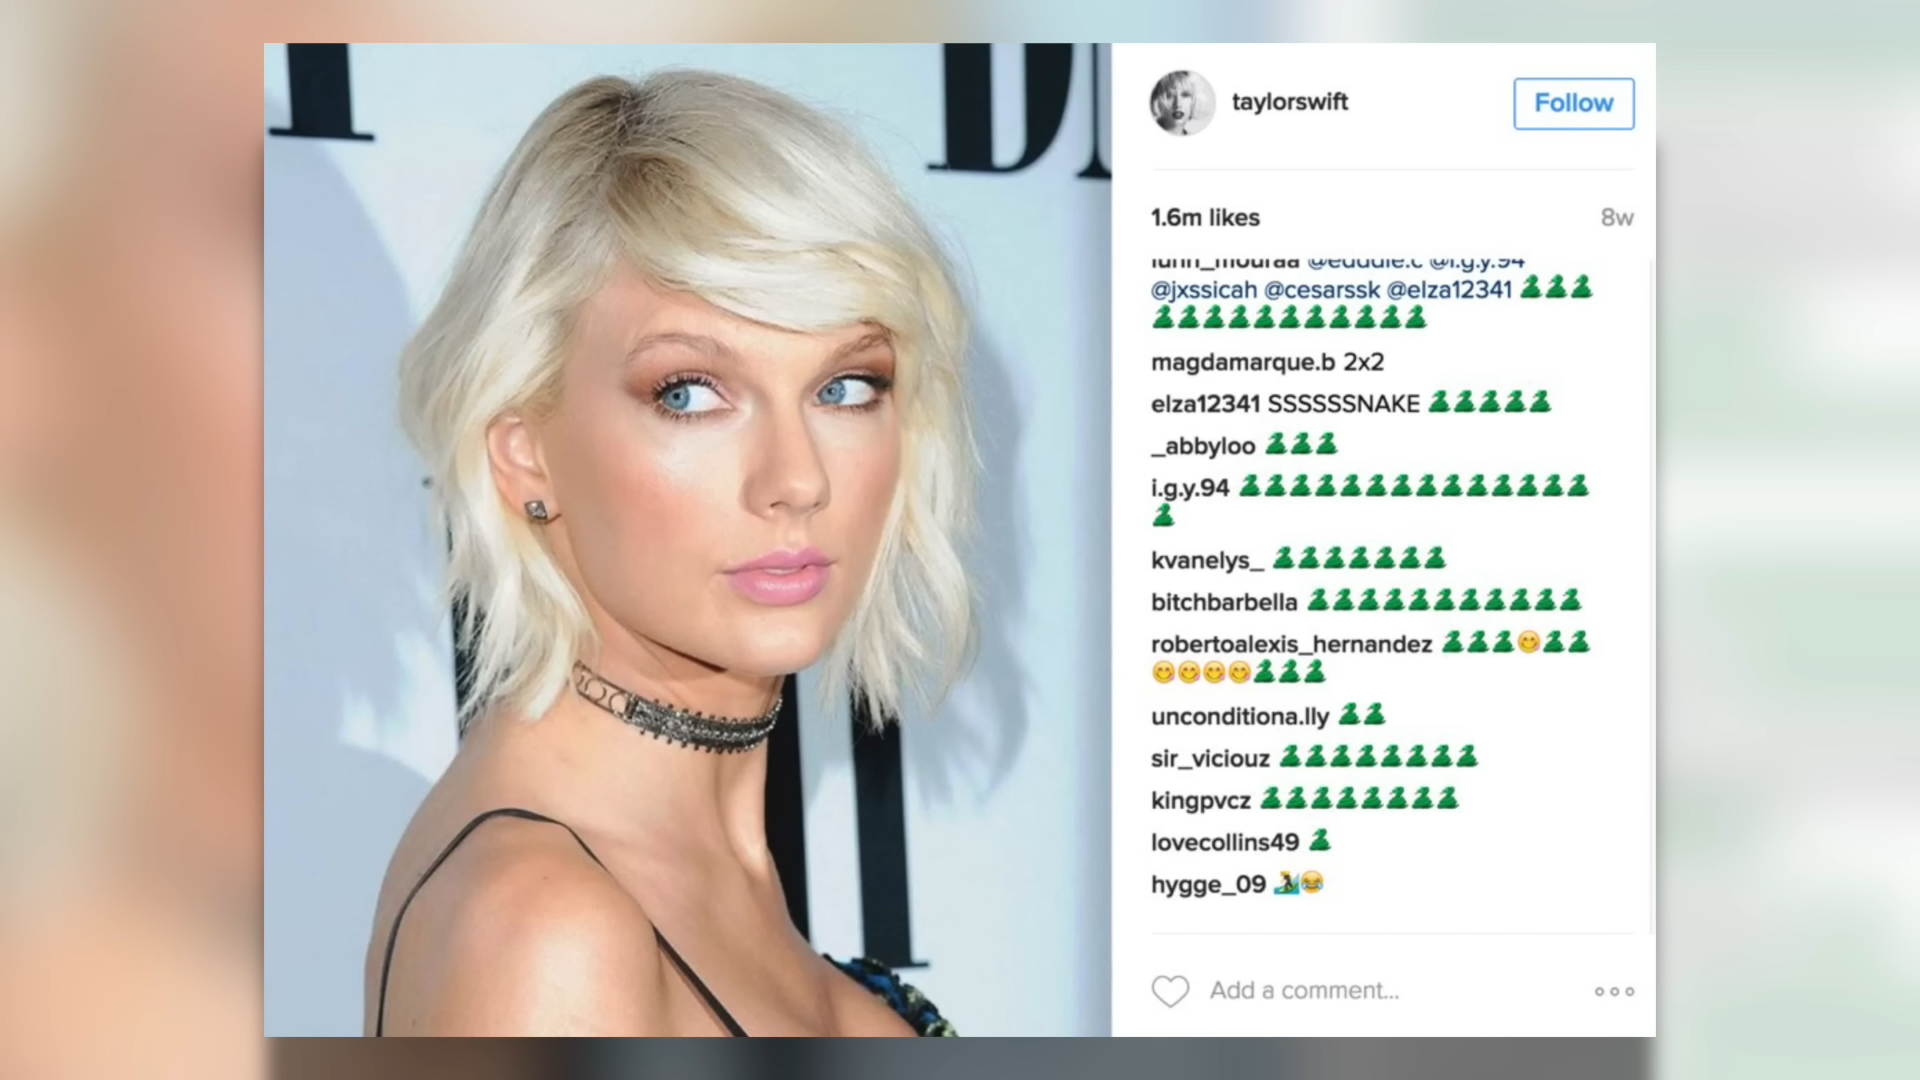 taylorswift
Follow
1.6m likes
8w
@jxssicah @cesarssk @elza12341 🐍🐍🐍
🐍🐍🐍🐍🐍🐍🐍🐍🐍🐍🐍
magdamarque.b 2x2
elza12341 SSSSSSNAKE 🐍🐍🐍🐍🐍
_abbyloo 🐍🐍🐍
i.g.y.94 🐍🐍🐍🐍🐍🐍🐍🐍🐍🐍🐍🐍🐍🐍
🐍
kvanelys_ 🐍🐍🐍🐍🐍🐍🐍
bitchbarbella 🐍🐍🐍🐍🐍🐍🐍🐍🐍🐍🐍
robertoalexis_hernandez 🐍🐍🐍😋🐍🐍
😋😋😋😋🐍🐍🐍
unconditiona.lly 🐍🐍
sir_viciouz 🐍🐍🐍🐍🐍🐍🐍🐍
kingpvcz 🐍🐍🐍🐍🐍🐍🐍🐍
lovecollins49 🐍
hygge_09 🏄😂
Add a comment...